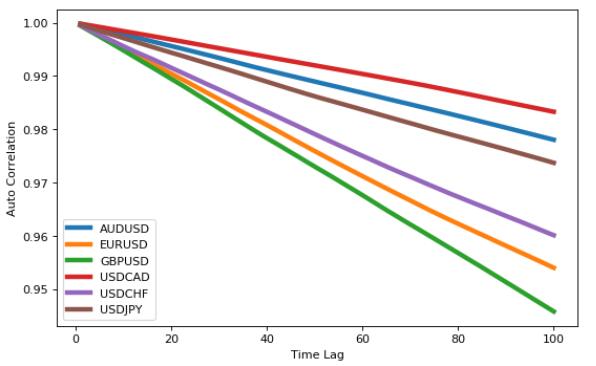 1.00
0.99
0.98
0.97
0.96
0.95
Auto Correlation
AUDUSD
EURUSD
GBPUSD
USDCAD
USDCHF
USDJPY
0 20 40 60 80 100
Time Lag